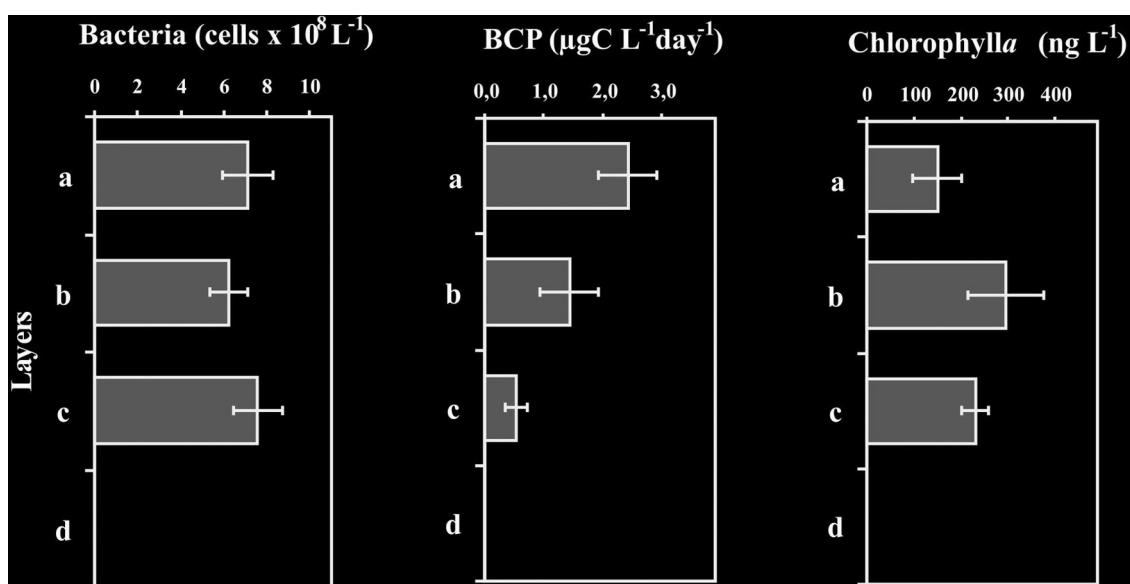 Bacteria (cells x 10⁸ L⁻¹)
0 2 4 6 8 10
a
b
c
d
Layers
BCP (µgC L⁻¹day⁻¹)
0,0 1,0 2,0 3,0
a
b
c
d
Chlorophylla (ng L⁻¹)
0 100 200 300 400
a
b
c
d